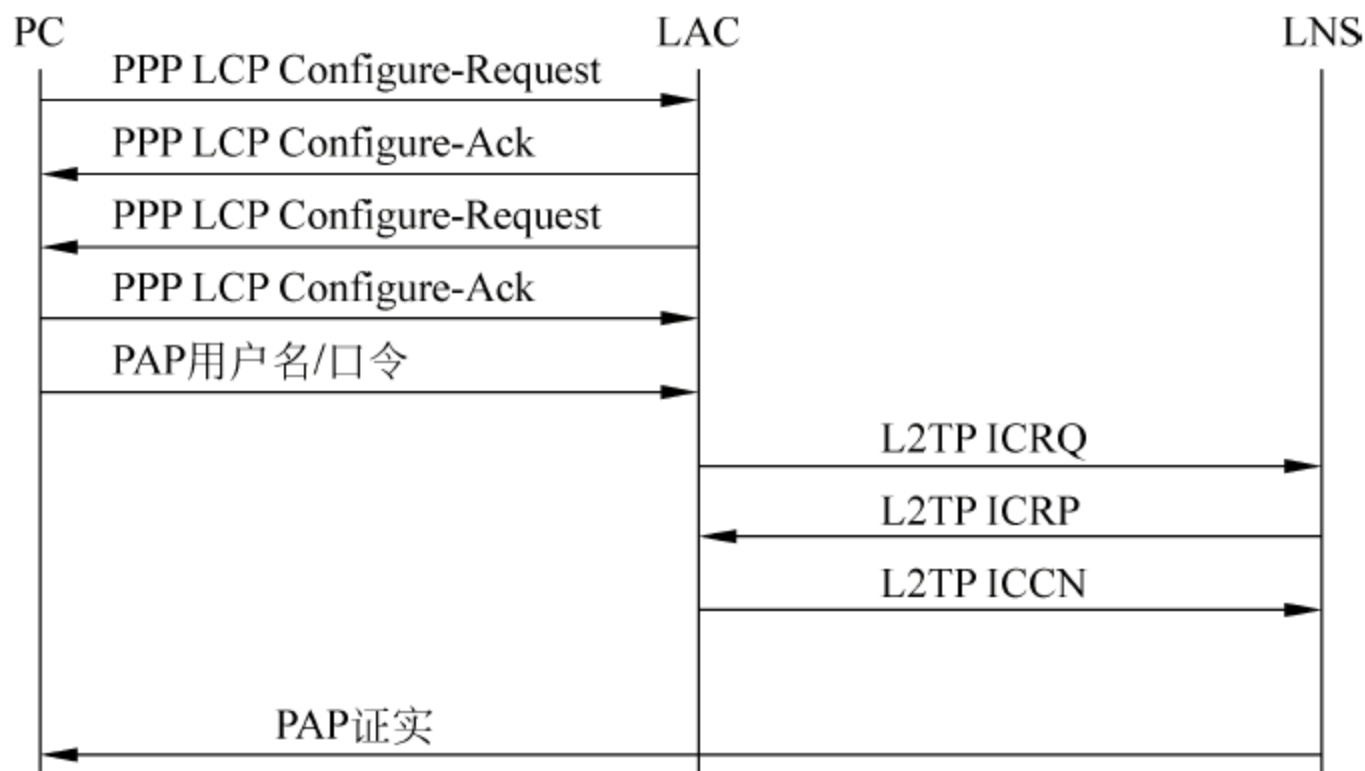 PC LAC LNS
PPP LCP Configure-Request
PPP LCP Configure-Ack
PPP LCP Configure-Request
PPP LCP Configure-Ack
PAP用户名/口令
L2TP ICRQ
L2TP ICRP
L2TP ICCN
PAP证实